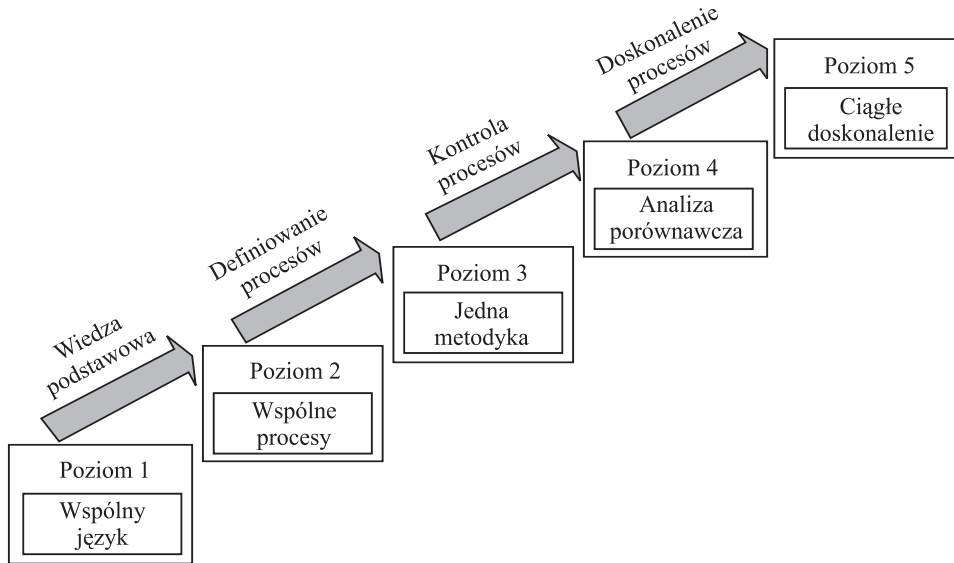 Poziom 1
Wspólny
język
Wiedza
podstawowa
Poziom 2
Wspólne
procesy
Definiowanie
procesów
Poziom 3
Jedna
metodyka
Kontrola
procesów
Poziom 4
Analiza
porównawcza
Doskonalenie
procesów
Poziom 5
Ciągłe
doskonalenie